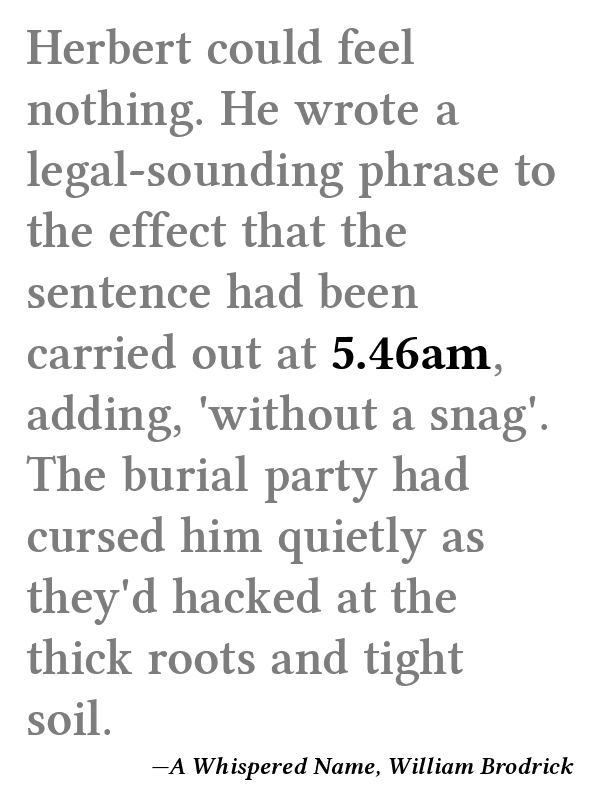 Herbert could feel
nothing. He wrote a
legal-sounding phrase to
the effect that the
sentence had been
carried out at 5.46am,
adding, 'without a snag'.
The burial party had
cursed him quietly as
they'd hacked at the
thick roots and tight
soil.
—A Whispered Name, William Brodrick